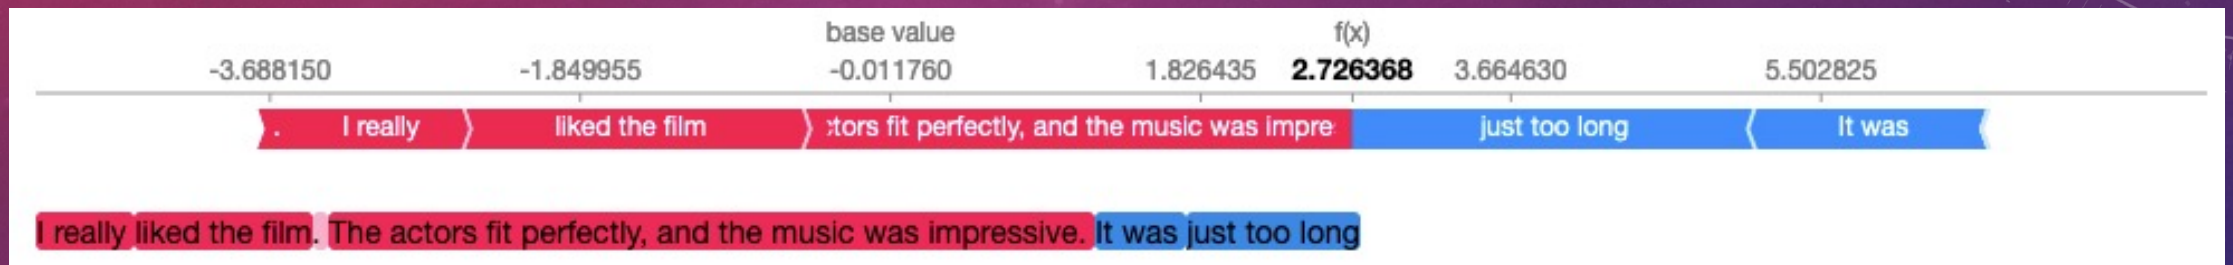 base value f(x)
-3.688150 -1.849955 -0.011760 1.826435 2.726368 3.664630 5.502825
. I really liked the film ctors fit perfectly, and the music was impre just too long It was
I really liked the film. The actors fit perfectly, and the music was impressive. It was just too long